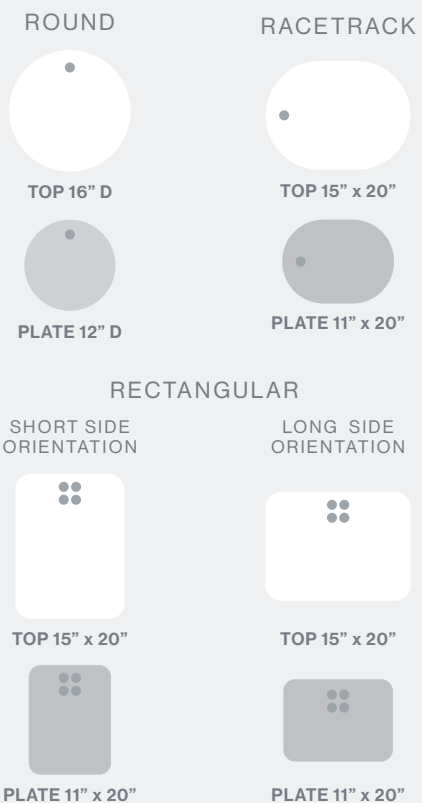 ROUND
RACETRACK
TOP 16” D
TOP 15” x 20”
PLATE 12” D
PLATE 11” x 20”
RECTANGULAR
SHORT SIDE
ORIENTATION
LONG SIDE
ORIENTATION
TOP 15” x 20”
TOP 15” x 20”
PLATE 11” x 20”
PLATE 11” x 20”